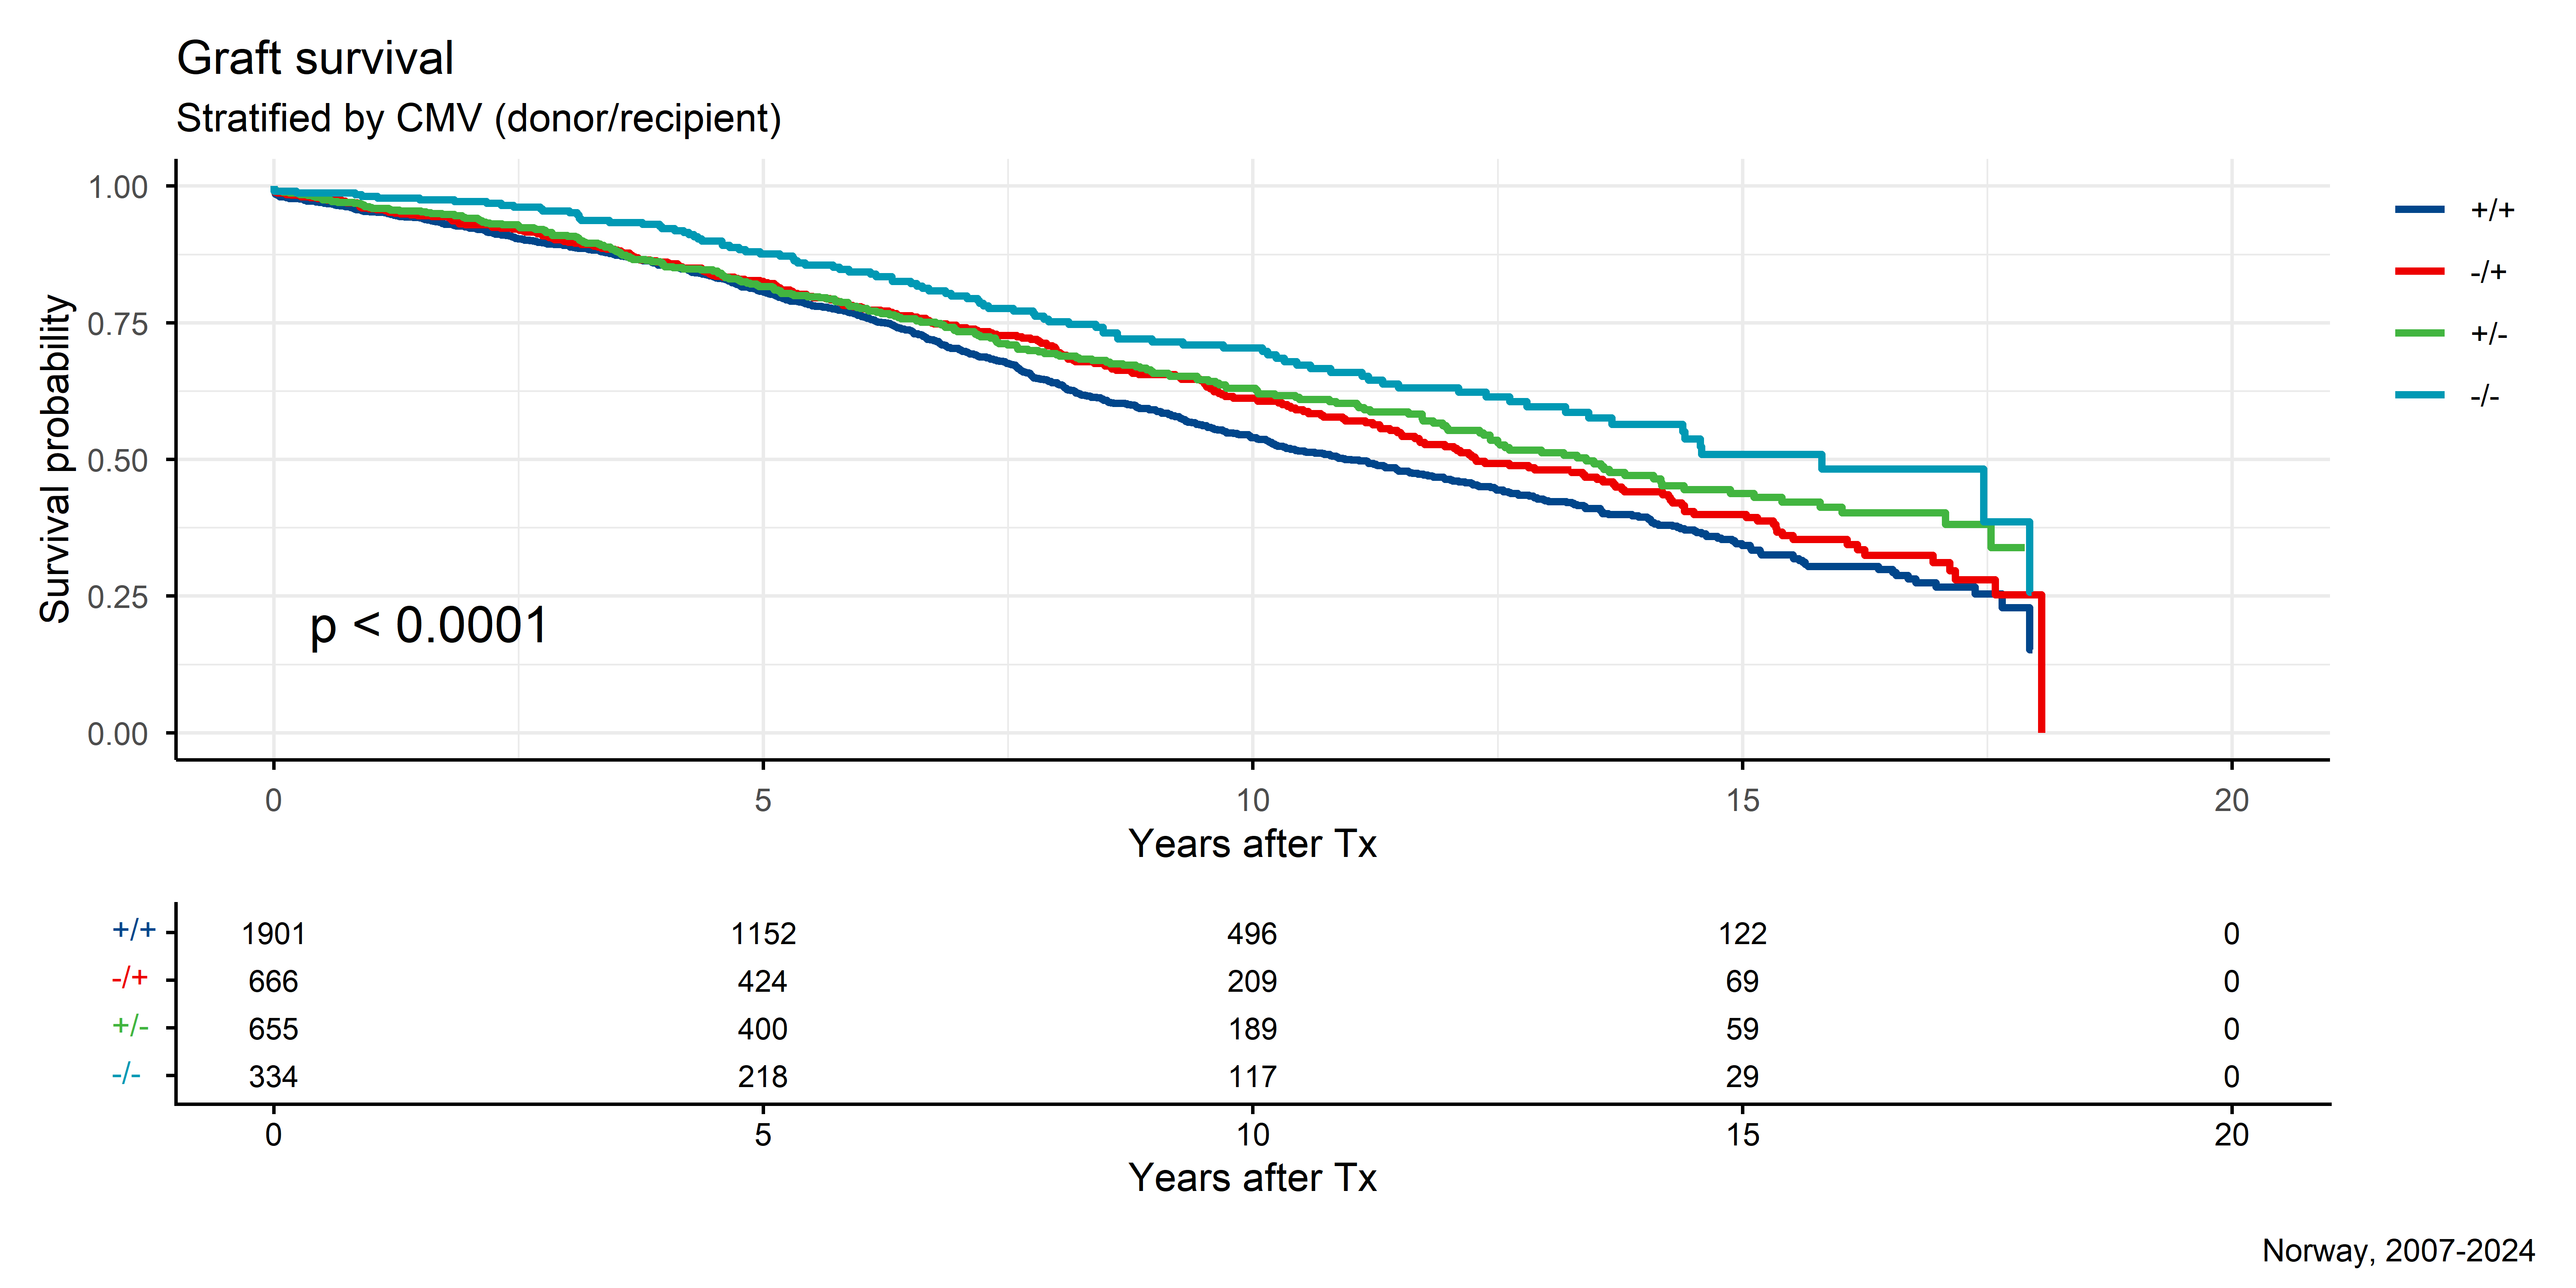 Graft survival
Stratified by CMV (donor/recipient)
Survival probability
1.00
0.75
0.50
0.25
0.00
p < 0.0001
0 5 10 15 20
Years after Tx
+/+
-/+
+/-
-/-
+/+ 1901 1152 496 122 0
-/+ 666 424 209 69 0
+/- 655 400 189 59 0
-/- 334 218 117 29 0
0 5 10 15 20
Years after Tx
Norway, 2007-2024